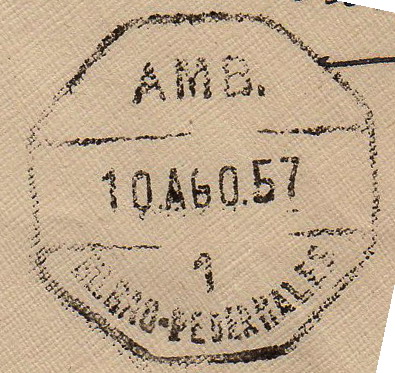 AMB.
10.AGO.57
1
BILBAO-PEDERNALES